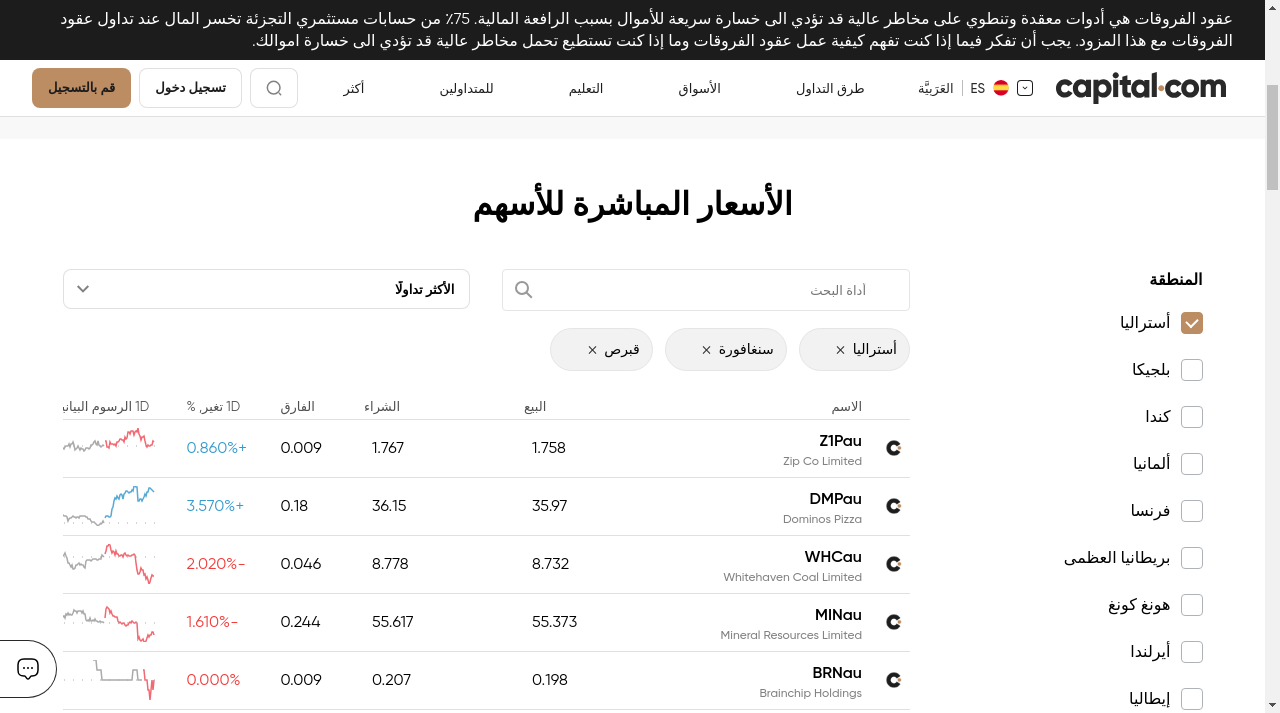 عقود الفروقات هي أدوات معقدة وتنطوي على مخاطر عالية قد تؤدي الى خسارة سريعة للأموال بسبب الرافعة المالية. 75٪ من حسابات مستثمري التجزئة تخسر المال عند تداول عقود
الفروقات مع هذا المزود. يجب أن تفكر فيما إذا كنت تفهم كيفية عمل عقود الفروقات وما إذا كنت تستطيع تحمل مخاطر عالية قد تؤدي الى خسارة اموالك.
capital.com
ES العَرَبيَّة
طرق التداول
الأسواق
التعليم
للمتداولين
أكثر
تسجيل دخول
قم بالتسجيل
الأسعار المباشرة للأسهم
المنطقة
أستراليا
بلجيكا
كندا
ألمانيا
فرنسا
بريطانيا العظمى
هونغ كونغ
أيرلندا
إيطاليا
أداة البحث
الأكثر تداولًا
أستراليا ×
سنغافورة ×
قبرص ×
الاسم البيع الشراء الفارق 1D تغير, % 1D الرسوم
Z1Pau 1.758 1.767 0.009 0.860%+
Zip Co Limited
DMPau 35.97 36.15 0.18 3.570%+
Dominos Pizza
WHCau 8.732 8.778 0.046 2.020%-
Whitehaven Coal Limited
MINau 55.373 55.617 0.244 1.610%-
Mineral Resources Limited
BRNau 0.198 0.207 0.009 0.000%
Brainchip Holdings